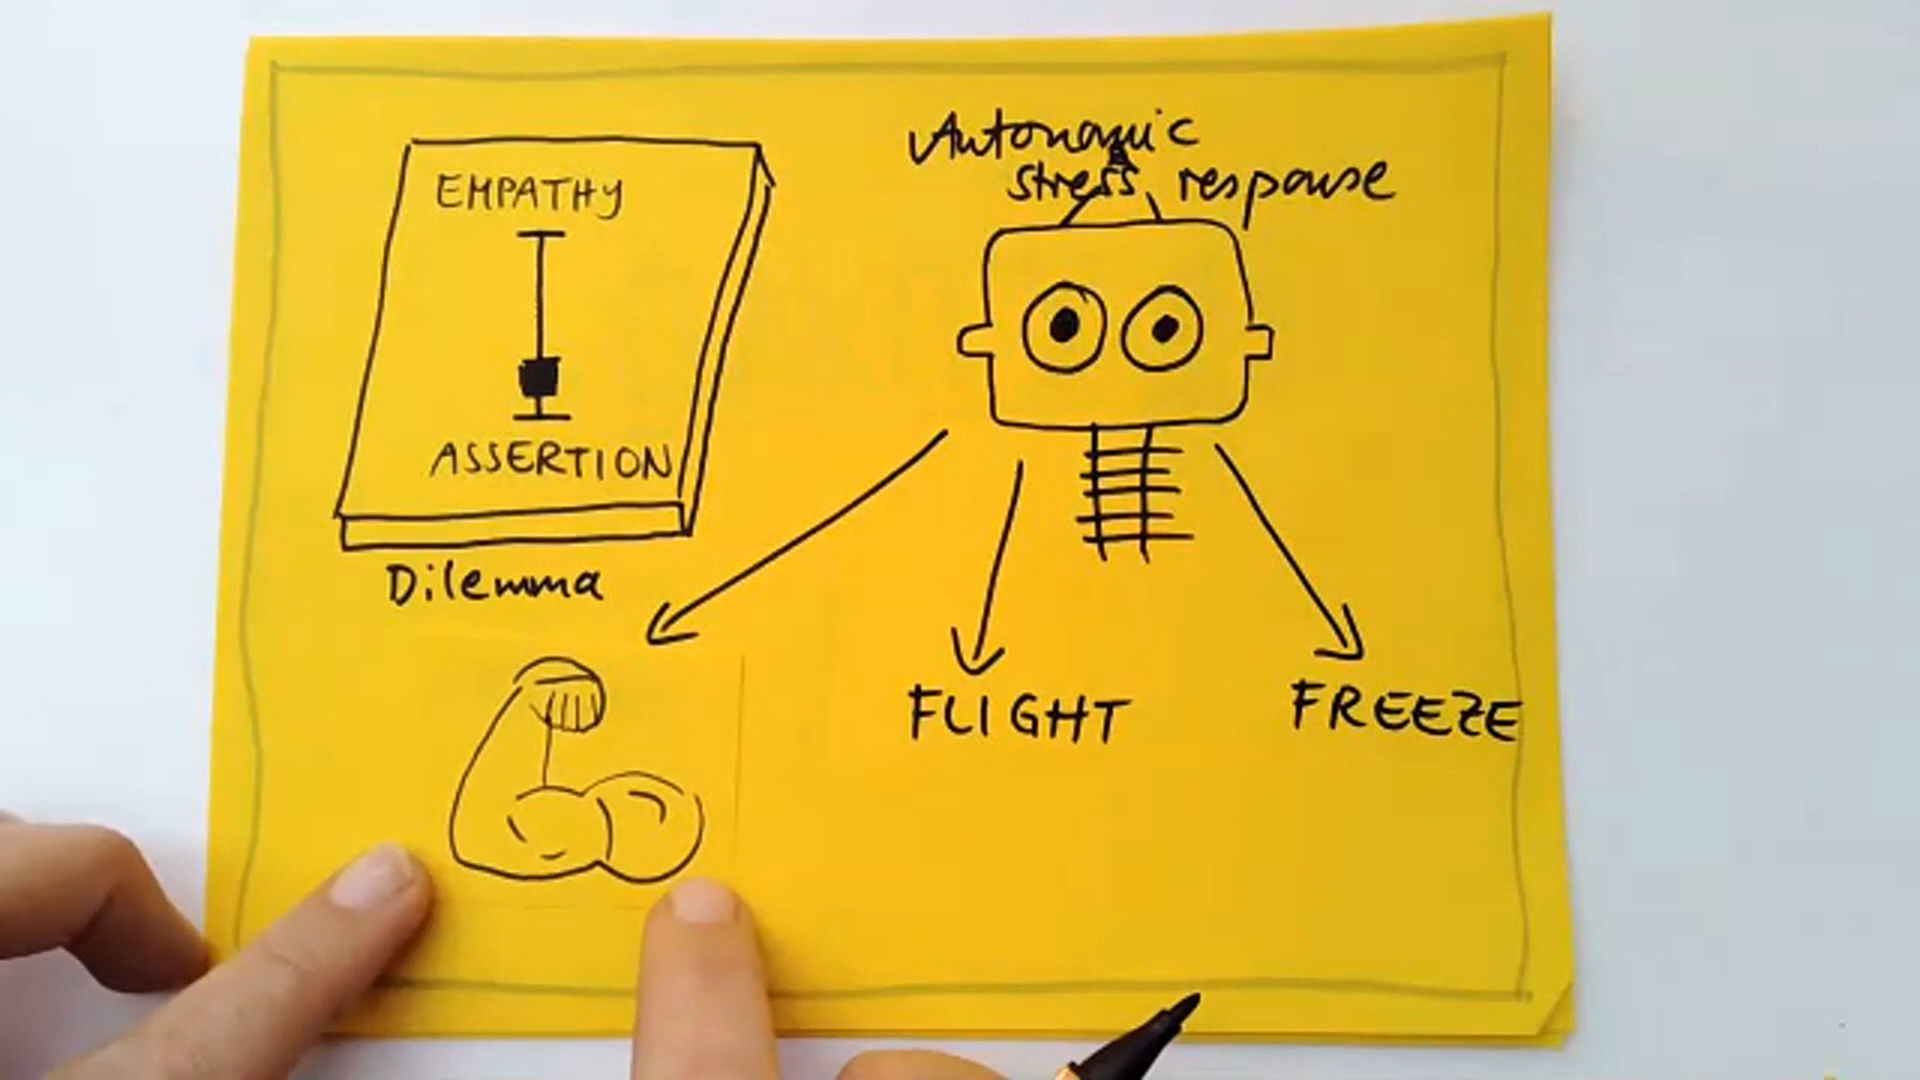 EMPATHY
ASSERTION
Dilemma
Autonomic
stress response
FLIGHT
FREEZE